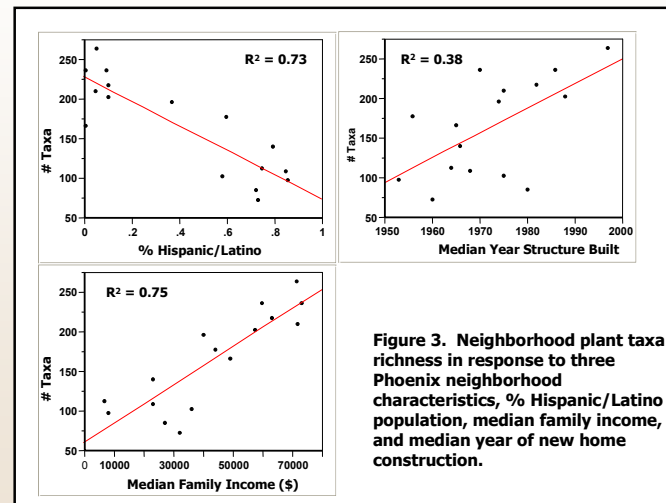 R² = 0.73
# Taxa
250
200
150
100
50
0 .2 .4 .6 .8 1
% Hispanic/Latino
R² = 0.38
# Taxa
250
200
150
100
50
1950 1960 1970 1980 1990 2000
Median Year Structure Built
R² = 0.75
# Taxa
250
200
150
100
50
0 10000 30000 50000 70000
Median Family Income ($)
Figure 3. Neighborhood plant taxa
richness in response to three
Phoenix neighborhood
characteristics, % Hispanic/Latino
population, median family income,
and median year of new home
construction.